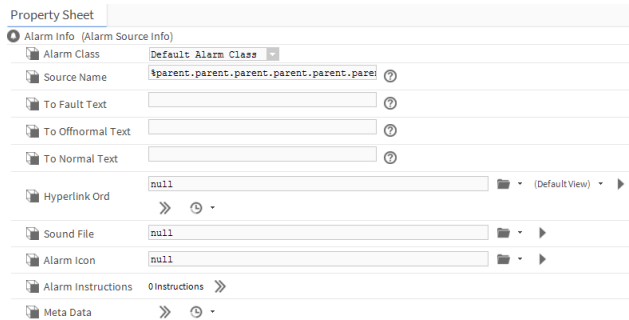 Property Sheet
Alarm Info (Alarm Source Info)
Alarm Class Default Alarm Class
Source Name %parent.parent.parent.parent.parent.parer
To Fault Text
To Offnormal Text
To Normal Text
Hyperlink Ord null (Default View)
Sound File null
Alarm Icon null
Alarm Instructions 0 Instructions
Meta Data